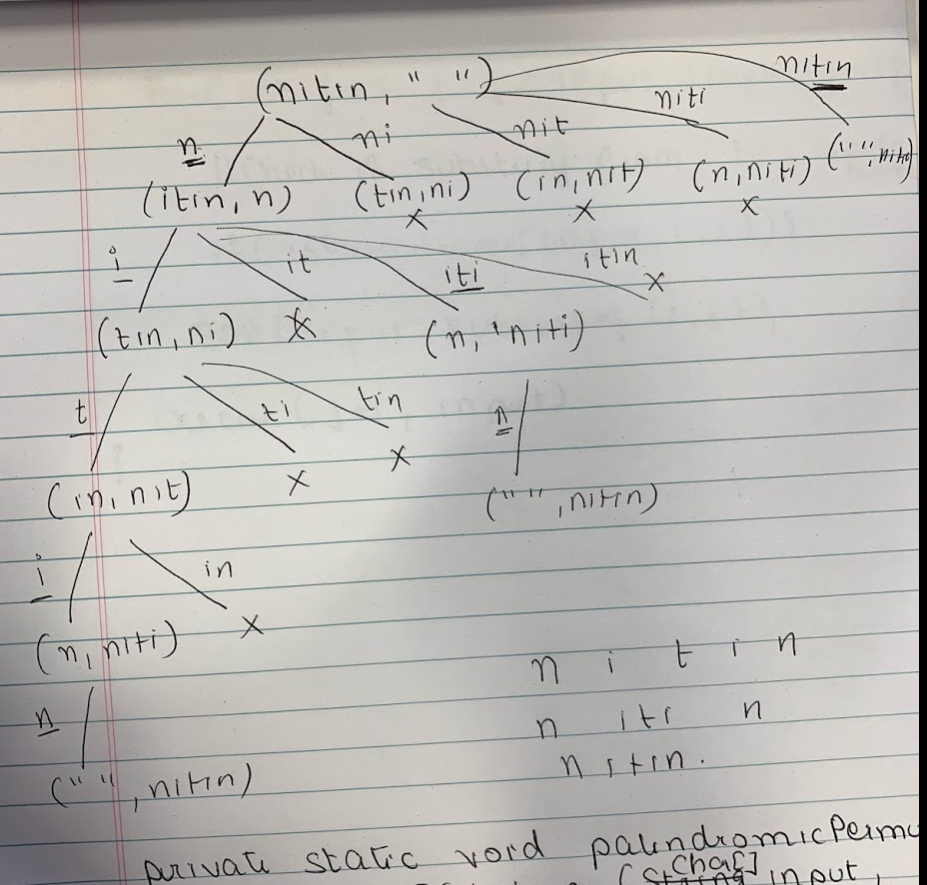 nitin
(nitin, " ")
niti
n
ni
nit
(itin, n)
(tin, ni)
(in, nit)
(n, niti)
X
X
X
i
it
iti
itin
X
(tin, ni)
X
(n, niti)
t
ti
tin
n
X
X
(in, nit)
(" ", nitin)
i
in
(n, niti)
X
n i t i n
n
n iti n
(" ", nitin)
nitin.
private static void palindromicPermu
char[]
(String input,